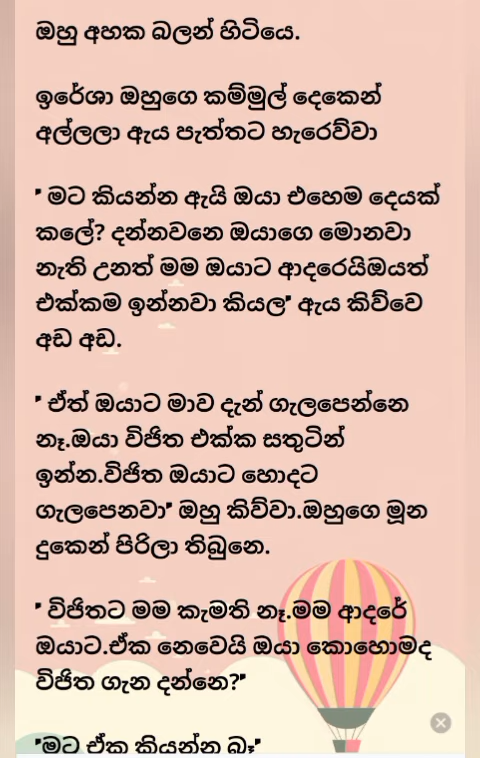 ඔහු අහක බලන් හිටියෙ.
ඉරේශා ඔහුගෙ කම්මුල් දෙකෙන්
අල්ලලා ඇය පැත්තට හැරෙව්වා
" මට කියන්න ඇයි ඔයා එහෙම දෙයක්
කලේ? දන්නවනෙ ඔයාගෙ මොනවා
නැති උනත් මම ඔයාට ආදරෙයිඔයත්
එක්කම ඉන්නවා කියල" ඇය කිව්වෙ
අඩ අඩ.
" ඒත් ඔයාට මාව දැන් ගැලපෙන්නෙ
නෑ.ඔයා විජිත එක්ක සතුටින්
ඉන්න.විජිත ඔයාට හොදට
ගැලපෙනවා" ඔහු කිව්වා.ඔහුගෙ මූන
දුකෙන් පිරිලා තිබුනෙ.
" විජිතට මම කැමති නෑ.මම ආදරේ
ඔයාට.ඒක නෙවෙයි ඔයා කොහොමද
විජිත ගැන දන්නෙ?"
"මට ඒක කියන්න බෑ"